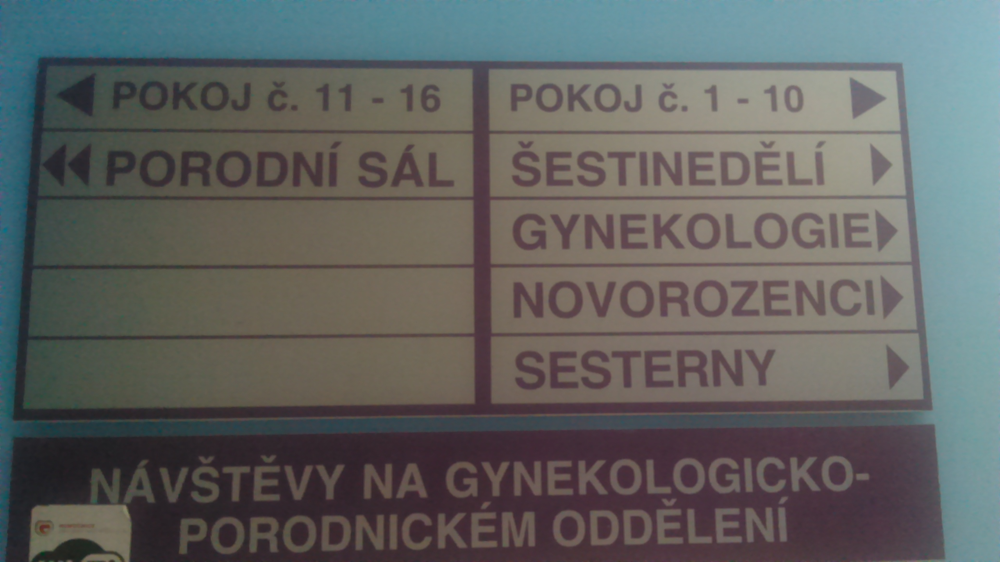 POKOJ č. 11 - 16
PORODNÍ SÁL
POKOJ č. 1 - 10
ŠESTINEDĚLÍ
GYNEKOLOGIE
NOVOROZENCI
SESTERNY
NÁVŠTĚVY NA GYNEKOLOGICKO-
PORODNICKÉM ODDĚLENÍ